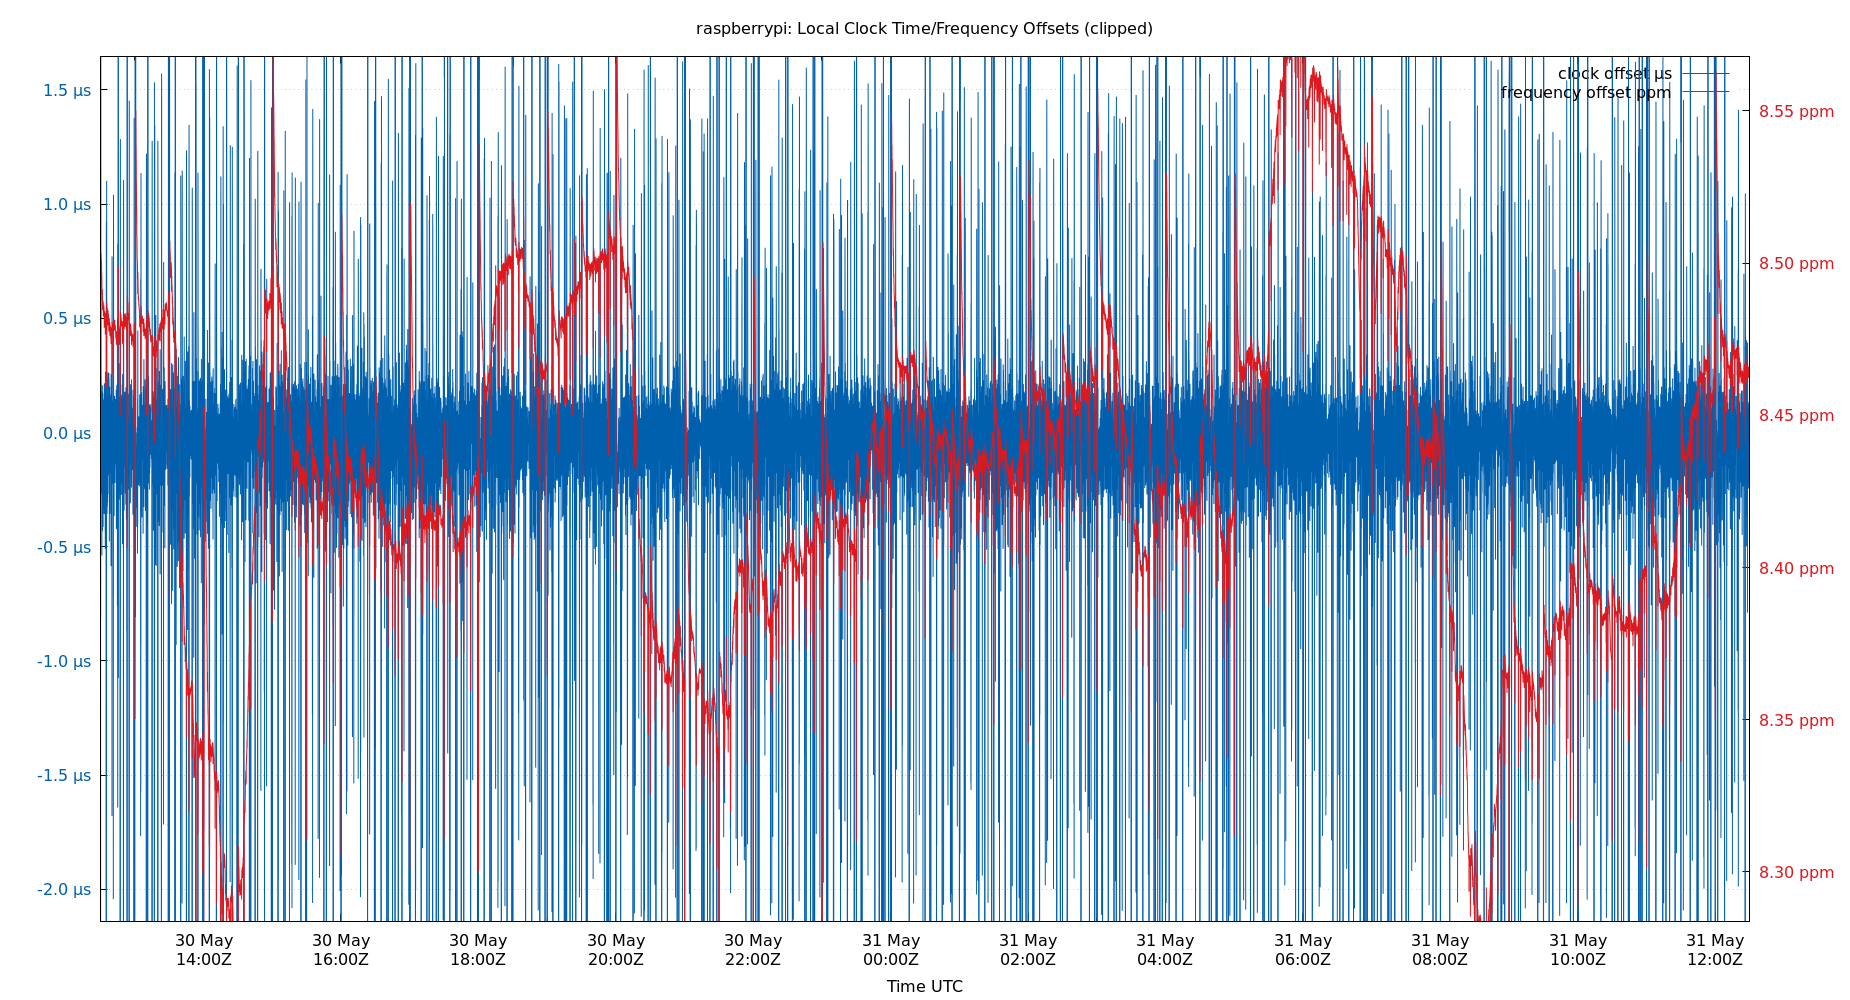 raspberrypi: Local Clock Time/Frequency Offsets (clipped)
clock offset µs
frequency offset ppm
1.5 µs
1.0 µs
0.5 µs
0.0 µs
-0.5 µs
-1.0 µs
-1.5 µs
-2.0 µs
8.55 ppm
8.50 ppm
8.45 ppm
8.40 ppm
8.35 ppm
8.30 ppm
30 May 14:00Z
30 May 16:00Z
30 May 18:00Z
30 May 20:00Z
30 May 22:00Z
31 May 00:00Z
31 May 02:00Z
31 May 04:00Z
31 May 06:00Z
31 May 08:00Z
31 May 10:00Z
31 May 12:00Z
Time UTC